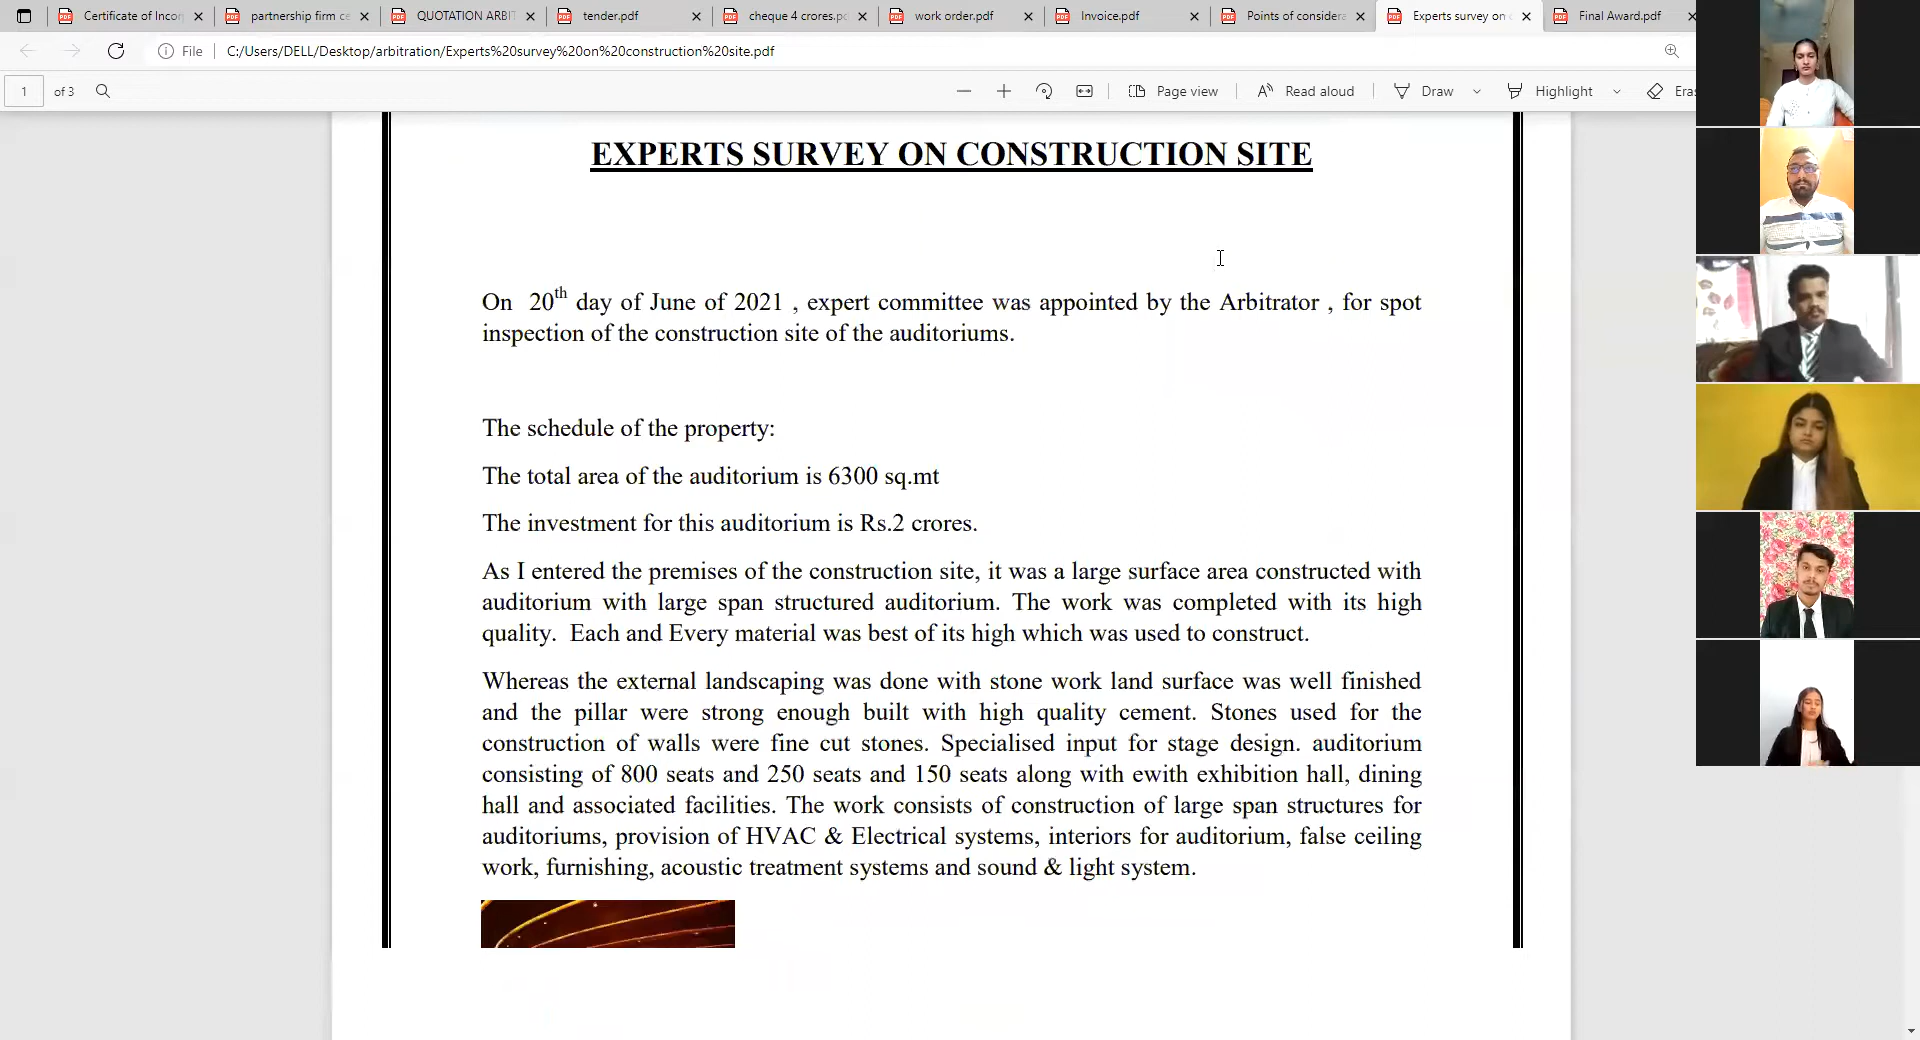 Certificate of Incor
partnership firm ce
QUOTATION ARBIT
tender.pdf
cheque 4 crores.pd
work order.pdf
Invoice.pdf
Points of considera
Experts survey on c
Final Award.pdf
File C:/Users/DELL/Desktop/arbitration/Experts%20survey%20on%20construction%20site.pdf
1 of 3
Page view
Read aloud
Draw
Highlight
Eras
EXPERTS SURVEY ON CONSTRUCTION SITE
On 20th day of June of 2021 , expert committee was appointed by the Arbitrator , for spot
inspection of the construction site of the auditoriums.
The schedule of the property:
The total area of the auditorium is 6300 sq.mt
The investment for this auditorium is Rs.2 crores.
As I entered the premises of the construction site, it was a large surface area constructed with
auditorium with large span structured auditorium. The work was completed with its high
quality. Each and Every material was best of its high which was used to construct.
Whereas the external landscaping was done with stone work land surface was well finished
and the pillar were strong enough built with high quality cement. Stones used for the
construction of walls were fine cut stones. Specialised input for stage design. auditorium
consisting of 800 seats and 250 seats and 150 seats along with ewith exhibition hall, dining
hall and associated facilities. The work consists of construction of large span structures for
auditoriums, provision of HVAC & Electrical systems, interiors for auditorium, false ceiling
work, furnishing, acoustic treatment systems and sound & light system.